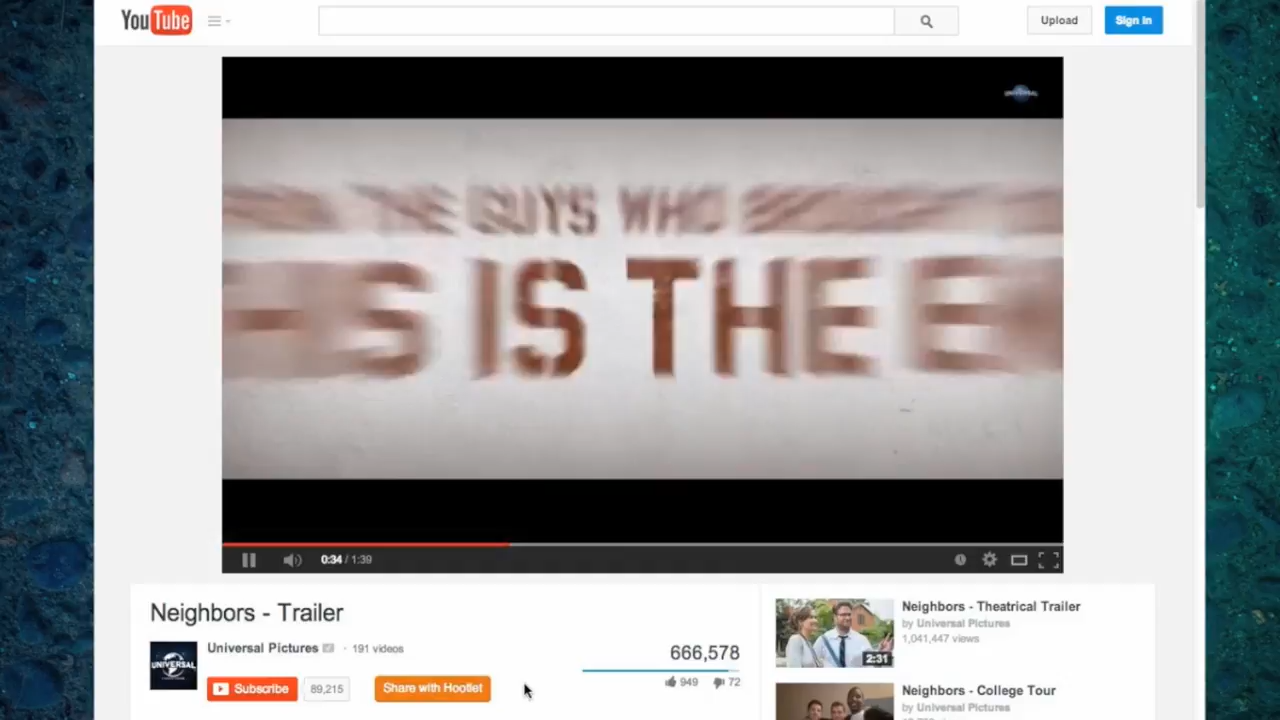 YouTube
Upload
Sign in
UNIVERSAL
THE GUYS WHO
S IS THE E
0:34 / 1:39
Neighbors - Trailer
Universal Pictures · 191 videos
UNIVERSAL
Subscribe 89,215
Share with Hootlet
666,578
949 72
Neighbors - Theatrical Trailer
by Universal Pictures
1,041,447 views
2:31
Neighbors - College Tour
by Universal Pictures